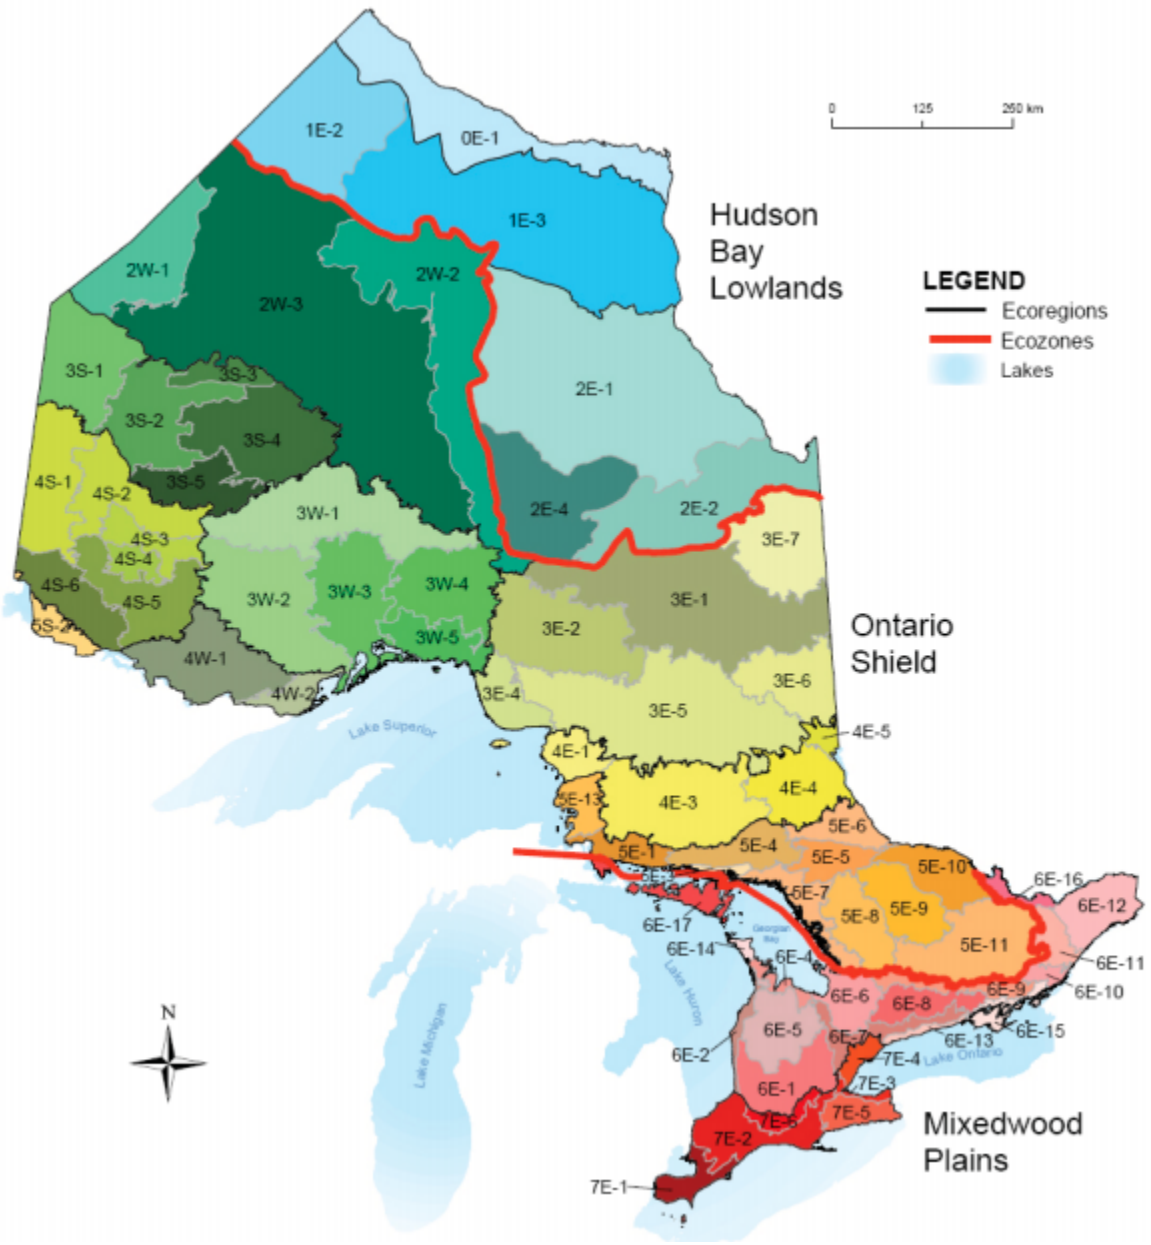 0 125 250 km
1E-2
0E-1
1E-3
Hudson
Bay
Lowlands
LEGEND
Ecoregions
Ecozones
Lakes
2W-1
2W-2
2W-3
3S-1
3S-3
3S-2
3S-4
2E-1
4S-1
4S-2
3S-5
3W-1
2E-4
2E-2
4S-3
4S-4
3E-7
4S-6
4S-5
3W-2
3W-3
3W-4
3E-1
5S-2
3W-5
3E-2
Ontario
Shield
4W-1
4W-2
3E-4
3E-6
3E-5
Lake Superior
4E-5
4E-1
5E-13
4E-3
4E-4
5E-6
5E-1
5E-4
5E-5
5E-10
5E-3
5E-7
5E-8
5E-9
6E-16
6E-12
6E-17
Georgian
Bay
5E-11
6E-14
6E-4
6E-11
Lake Huron
6E-6
6E-8
6E-9
6E-10
N
Lake Michigan
6E-5
6E-7
6E-13
6E-15
6E-2
7E-4
Lake Ontario
6E-1
7E-3
7E-6
7E-5
7E-2
Mixedwood
Plains
7E-1